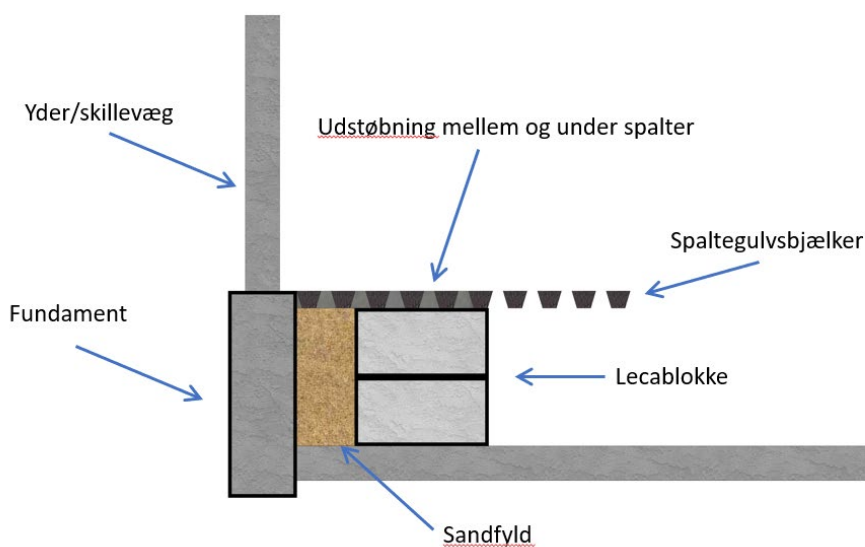 Yder/skillevæg
Udstøbning mellem og under spalter
Spaltegulvsbjælker
Fundament
Lecablokke
Sandfyld